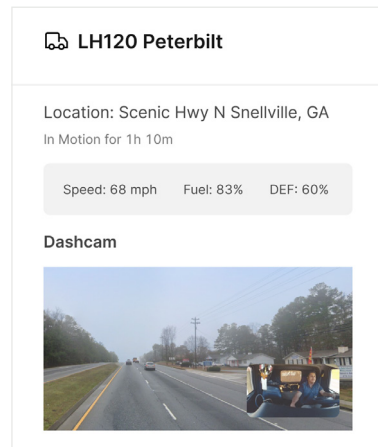 LH120 Peterbilt
Location: Scenic Hwy N Snellville, GA
In Motion for 1h 10m
Speed: 68 mph Fuel: 83% DEF: 60%
Dashcam